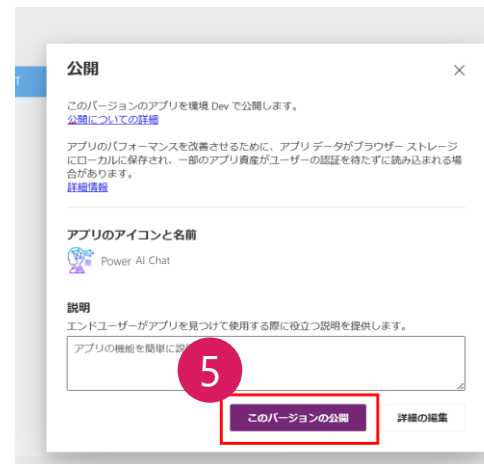 T
公開
このバージョンのアプリを環境 Dev で公開します。
公開についての詳細
アプリのパフォーマンスを改善させるために、アプリ データがブラウザー ストレージ
にローカルに保存され、一部のアプリ資産がユーザーの認証を待たずに読み込まれる場
合があります。
詳細情報
アプリのアイコンと名前
Power AI Chat
説明
エンドユーザーがアプリを見つけて使用する際に役立つ説明を提供します。
アプリの機能を簡単に
5
このバージョンの公開
詳細の編集